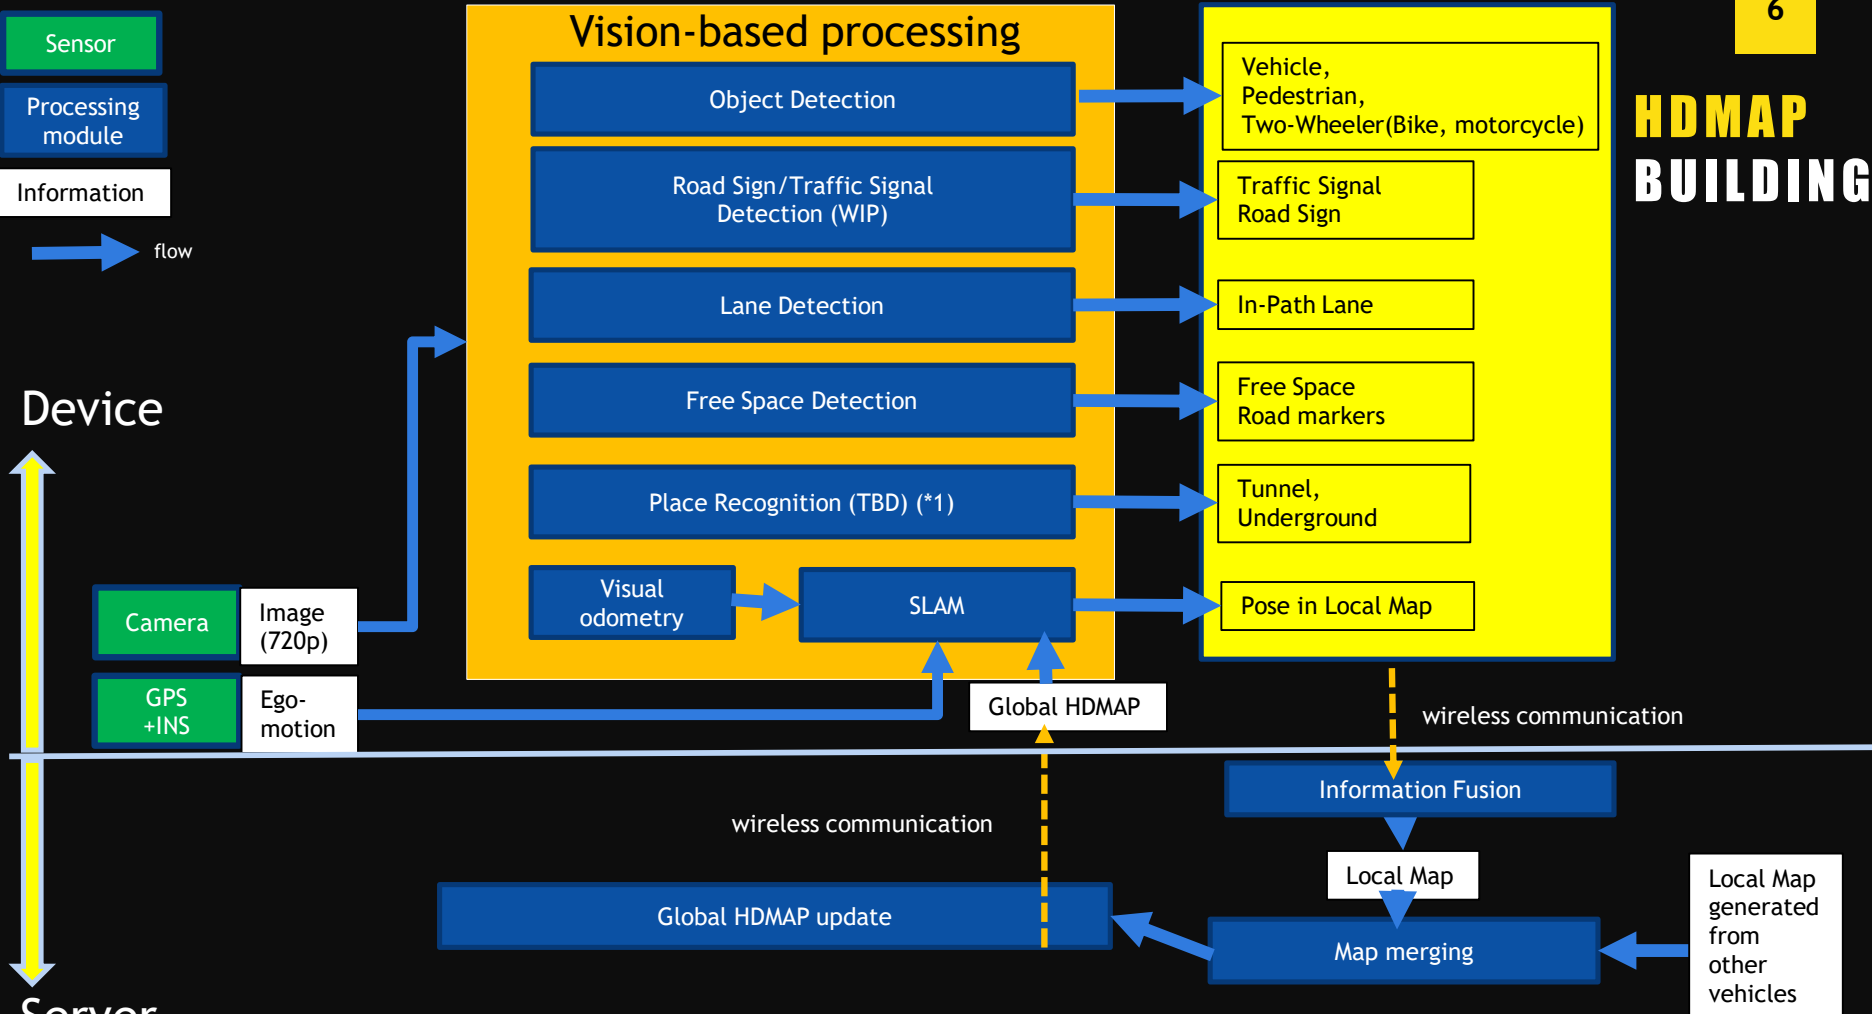 6
HDMAP
BUILDING
Sensor
Processing
module
Information
flow
Vision-based processing
Object Detection
Vehicle,
Pedestrian,
Two-Wheeler(Bike, motorcycle)
Road Sign/Traffic Signal
Detection (WIP)
Traffic Signal
Road Sign
Lane Detection
In-Path Lane
Free Space Detection
Free Space
Road markers
Place Recognition (TBD) (*1)
Tunnel,
Underground
Visual
odometry
SLAM
Pose in Local Map
Device
Camera
Image
(720p)
GPS
+INS
Ego-
motion
Global HDMAP
wireless communication
Information Fusion
wireless communication
Local Map
Global HDMAP update
Map merging
Local Map
generated
from
other
vehicles
Server